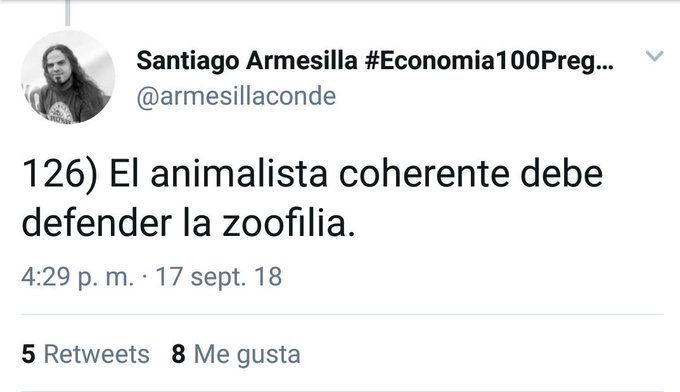 Santiago Armesilla #Economia100Preg...
@armesillaconde
126) El animalista coherente debe
defender la zoofilia.
4:29 p. m. · 17 sept. 18
5 Retweets 8 Me gusta